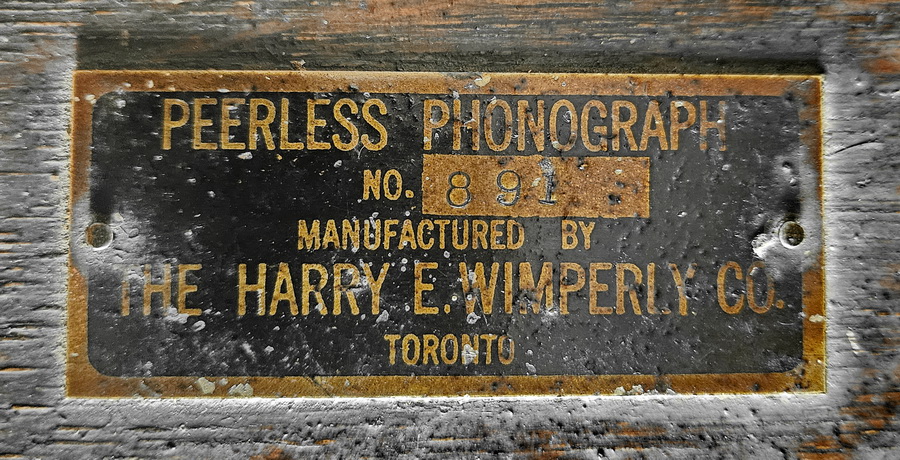 PEERLESS PHONOGRAPH
NO. 891
MANUFACTURED BY
THE HARRY E. WIMPERLY CO.
TORONTO